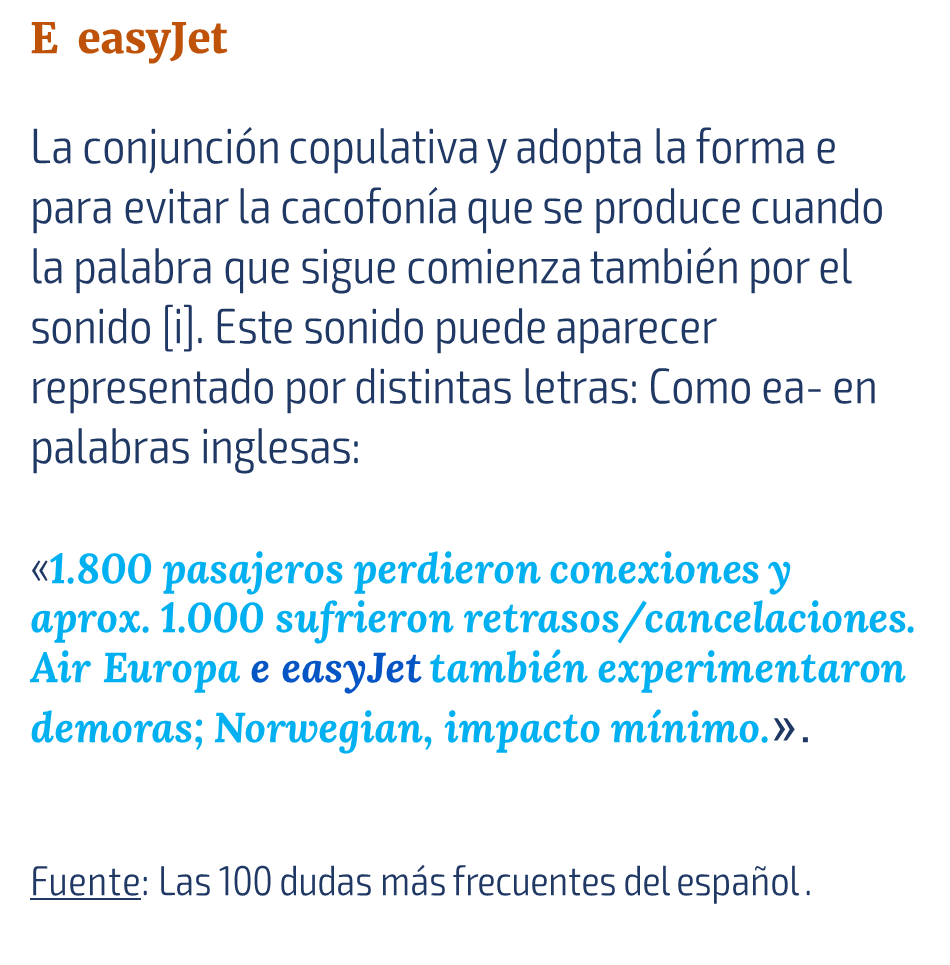 E easyJet
La conjunción copulativa y adopta la forma e
para evitar la cacofonía que se produce cuando
la palabra que sigue comienza también por el
sonido [i]. Este sonido puede aparecer
representado por distintas letras: Como ea- en
palabras inglesas:
«1.800 pasajeros perdieron conexiones y
aprox. 1.000 sufrieron retrasos/cancelaciones.
Air Europa e easyJet también experimentaron
demoras; Norwegian, impacto mínimo.».
Fuente: Las 100 dudas más frecuentes del español .